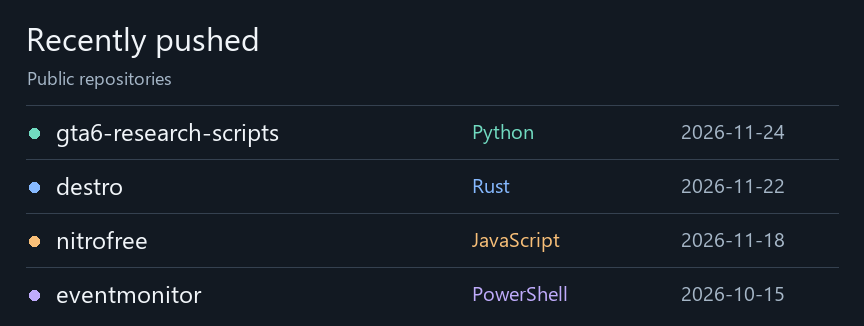 Recently pushed
Public repositories
gta6-research-scripts Python 2026-11-24
destro Rust 2026-11-22
nitrofree JavaScript 2026-11-18
eventmonitor PowerShell 2026-10-15